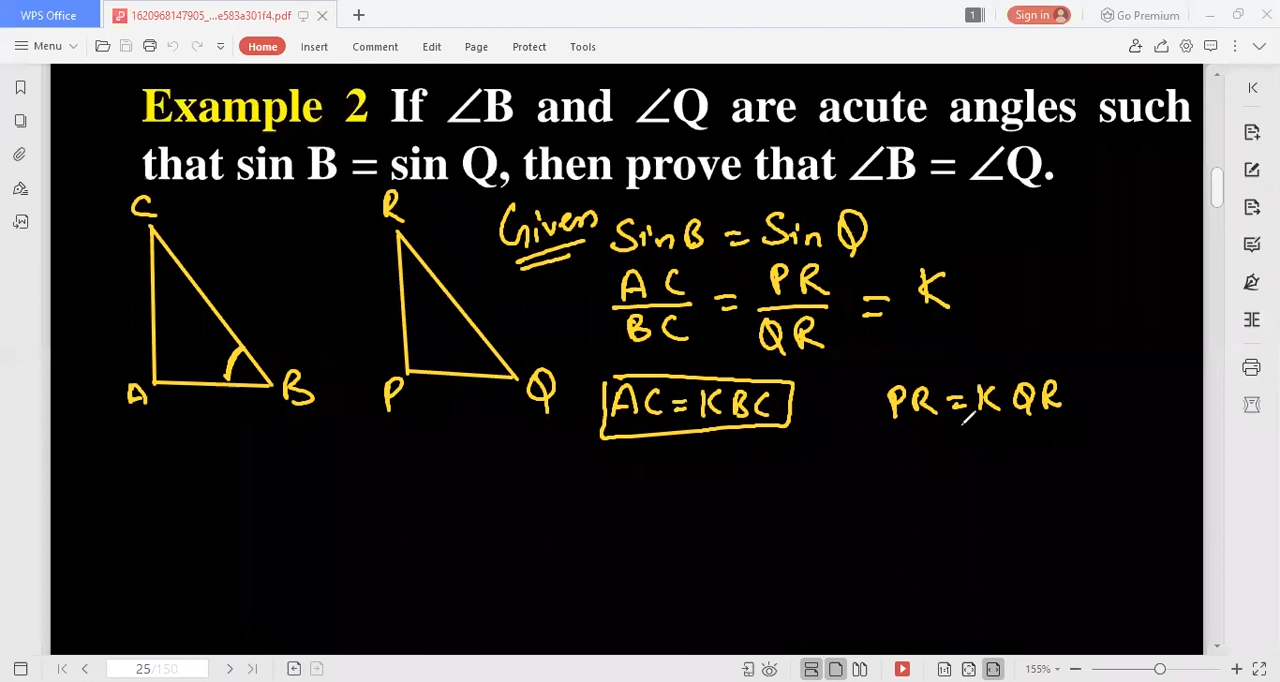 WPS Office
1620968147905_...e583a301f4.pdf
1
Sign in
Go Premium
Menu
Home
Insert
Comment
Edit
Page
Protect
Tools
Example 2 If ∠B and ∠Q are acute angles such
that sin B = sin Q, then prove that ∠B = ∠Q.
C
R
Given Sin B = Sin Q
AC/BC = PR/QR = K
A
B
P
Q
AC = K BC
PR = K QR
25/150
155%